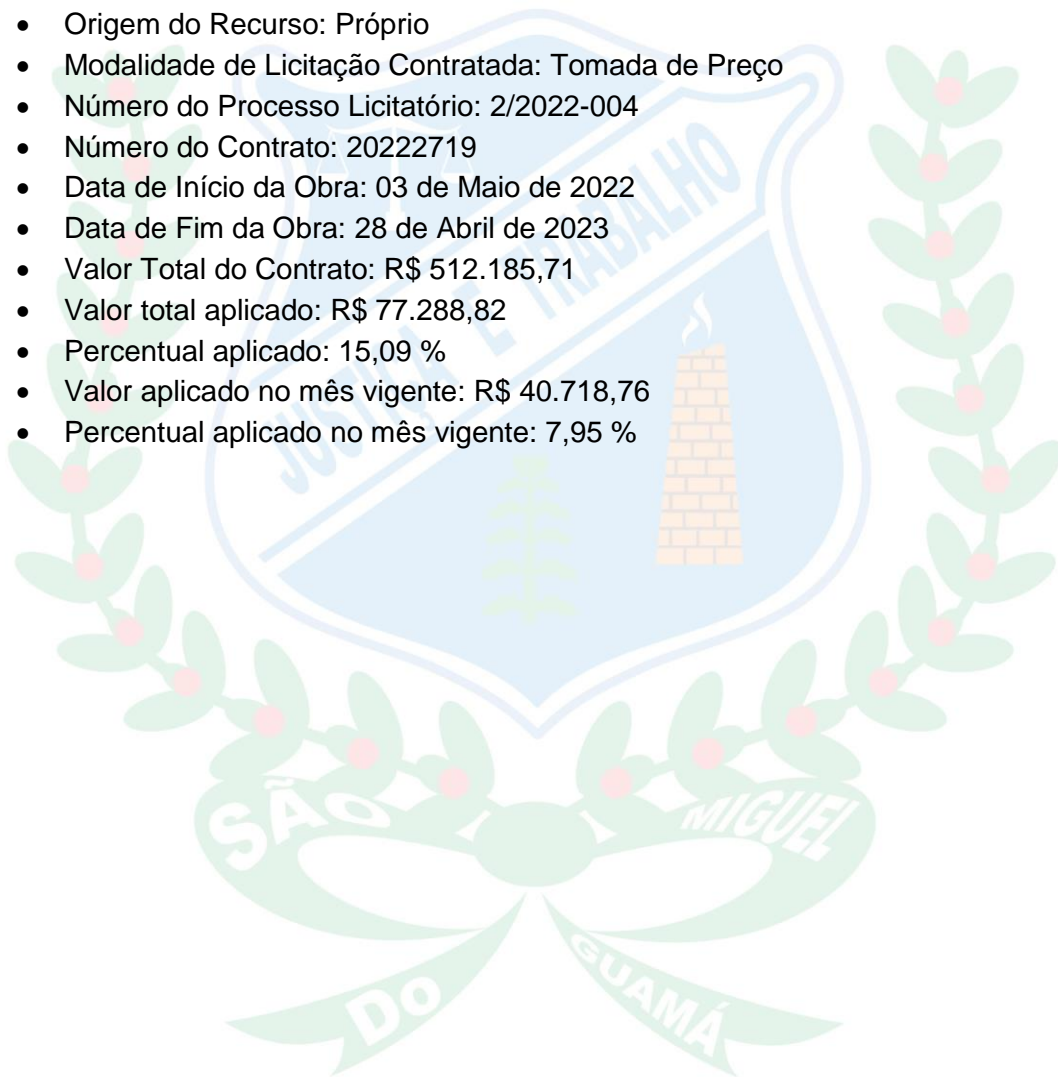 • Origem do Recurso: Próprio
• Modalidade de Licitação Contratada: Tomada de Preço
• Número do Processo Licitatório: 2/2022-004
• Número do Contrato: 20222719
• Data de Início da Obra: 03 de Maio de 2022
• Data de Fim da Obra: 28 de Abril de 2023
• Valor Total do Contrato: R$ 512.185,71
• Valor total aplicado: R$ 77.288,82
• Percentual aplicado: 15,09 %
• Valor aplicado no mês vigente: R$ 40.718,76
• Percentual aplicado no mês vigente: 7,95 %
JUSTIÇA E TRABALHO
SÃO MIGUEL
DO GUAMÁ